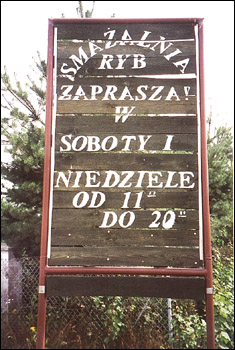 SMAŻALNIA
RYB
ZAPRASZA!
W
SOBOTY I
NIEDZIELE
OD 11°°
DO 20°°